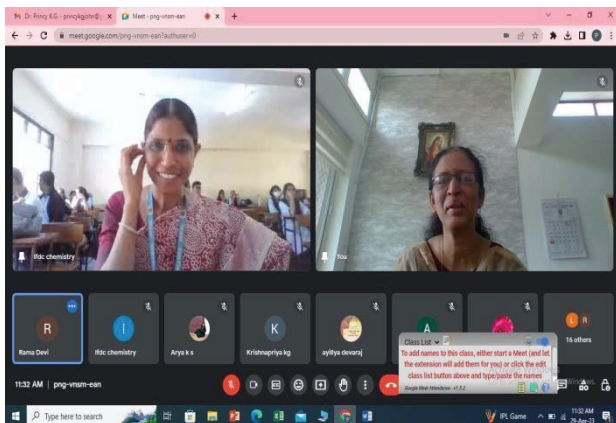 Dr. Princy K.G. - princykgjohn@g
Meet - png-vnsm-ean
meet.google.com/png-vnsm-ean?authuser=0
Ifdc chemistry
You
R
I
K
A
L R
Rama Devi
Ifdc chemistry
Arya k s
Krishnapriya kg
ayilya devaraj
16 others
Class List
To add names to this class, either start a Meet (and let
the extension will add them for you) or click the edit
class list button above and type/paste the names
Google Meet Attendance - v1.5.2
11:32 AM | png-vnsm-ean
Type here to search
IPL Game
11:32 AM
29-Apr-23